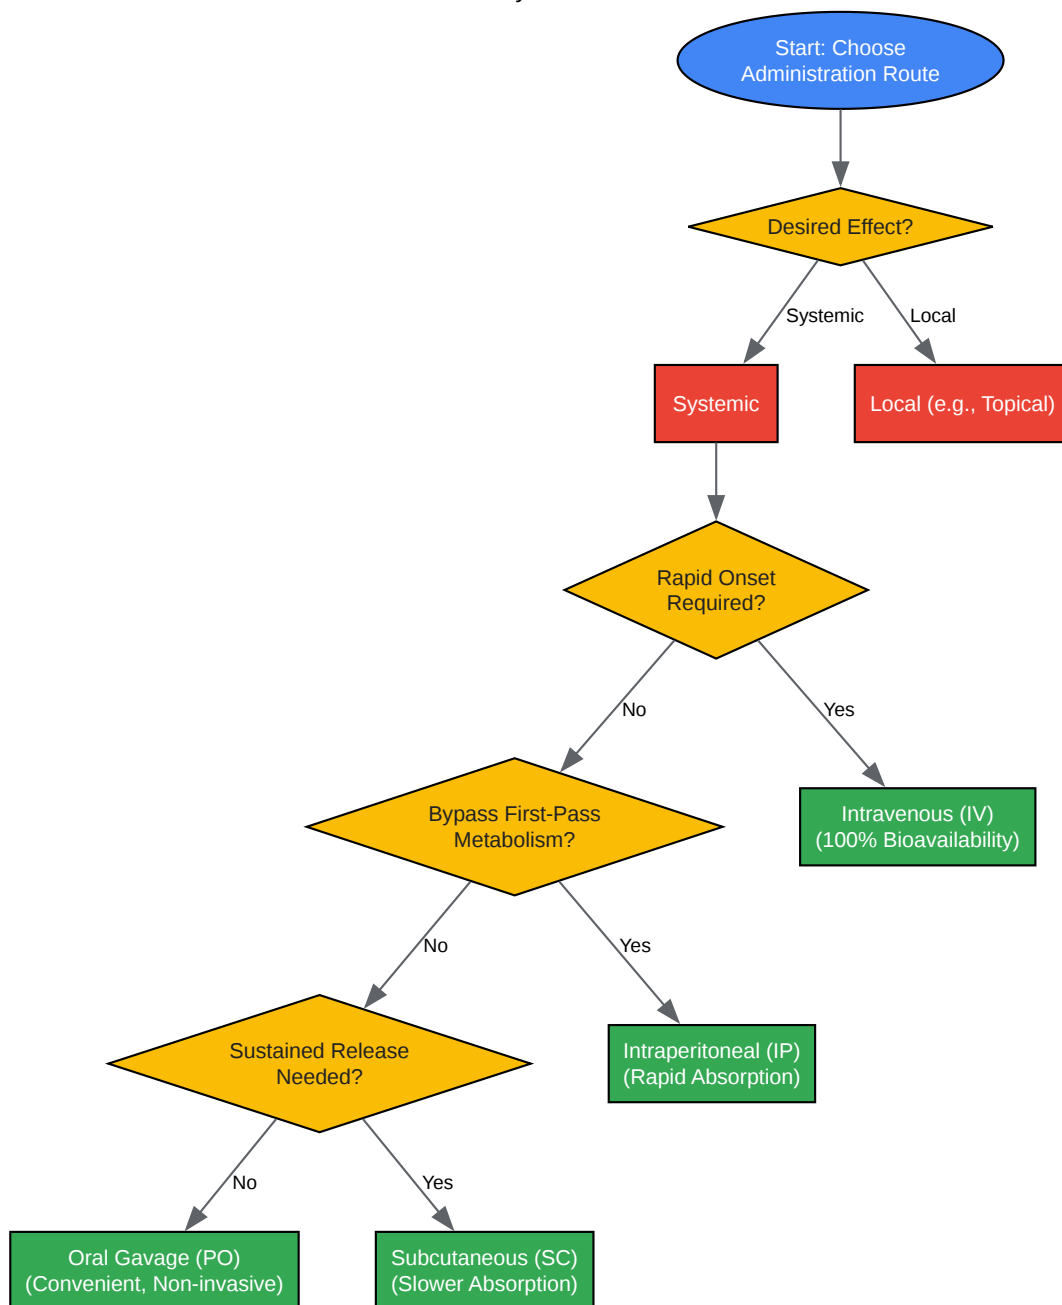 Start: Choose
Administration Route
Desired Effect?
Systemic
Local
Systemic
Local (e.g., Topical)
Rapid Onset
Required?
No
Yes
Bypass First-Pass
Metabolism?
Intravenous (IV)
(100% Bioavailability)
No
Yes
Sustained Release
Needed?
Intraperitoneal (IP)
(Rapid Absorption)
No
Yes
Oral Gavage (PO)
(Convenient, Non-invasive)
Subcutaneous (SC)
(Slower Absorption)